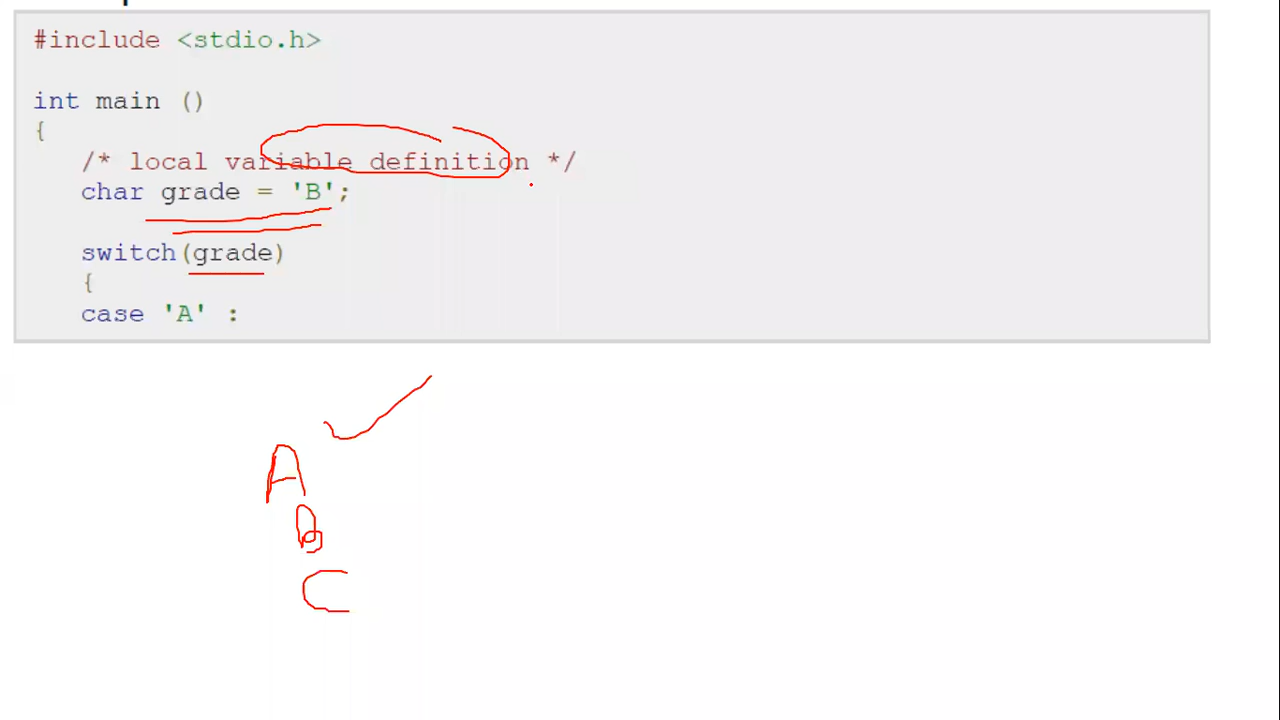 #include <stdio.h>
int main ()
{
/* local variable definition */
char grade = 'B';
switch(grade)
{
case 'A' :
A
B
C